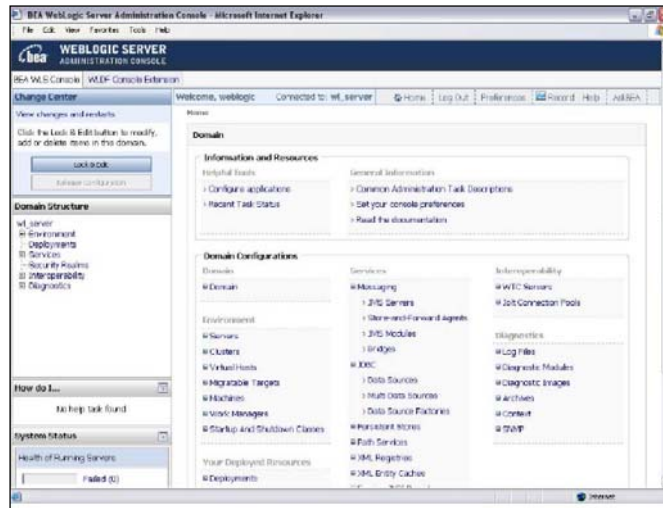 BEA WebLogic Server Administration Console - Microsoft Internet Explorer
File Edit View Favorites Tools Help
bea WEBLOGIC SERVER
ADMINISTRATION CONSOLE
BEA WLS Console WLDF Console Extension
Change Center
View changes and restarts
Click the Lock & Edit button to modify,
add or delete items in this domain.
Lock & Edit
Release Configuration
Domain Structure
wl_server
Environment
Deployments
Services
Security Realms
Interoperability
Diagnostics
How do I...
No help task found
System Status
Health of Running Servers
Failed (0)
Welcome, weblogic Connected to: wl_server Home Log Out Preferences Record Help AskBEA
Home
Domain
Information and Resources
Helpful Tools
Configure applications
Recent Task Status
General Information
Common Administration Task Descriptions
Set your console preferences
Read the documentation
Domain Configurations
Domain
Domain
Environment
Servers
Clusters
Virtual Hosts
Migratable Targets
Machines
Work Managers
Startup And Shutdown Classes
Your Deployed Resources
Deployments
Services
Messaging
JMS Servers
Store-and-Forward Agents
JMS Modules
Bridges
JDBC
Data Sources
Multi Data Sources
Data Source Factories
Persistent Stores
Path Services
XML Registries
XML Entity Caches
Interoperability
WTC Servers
Jolt Connection Pools
Diagnostics
Log Files
Diagnostic Modules
Diagnostic Images
Archives
Context
SNMP
Internet